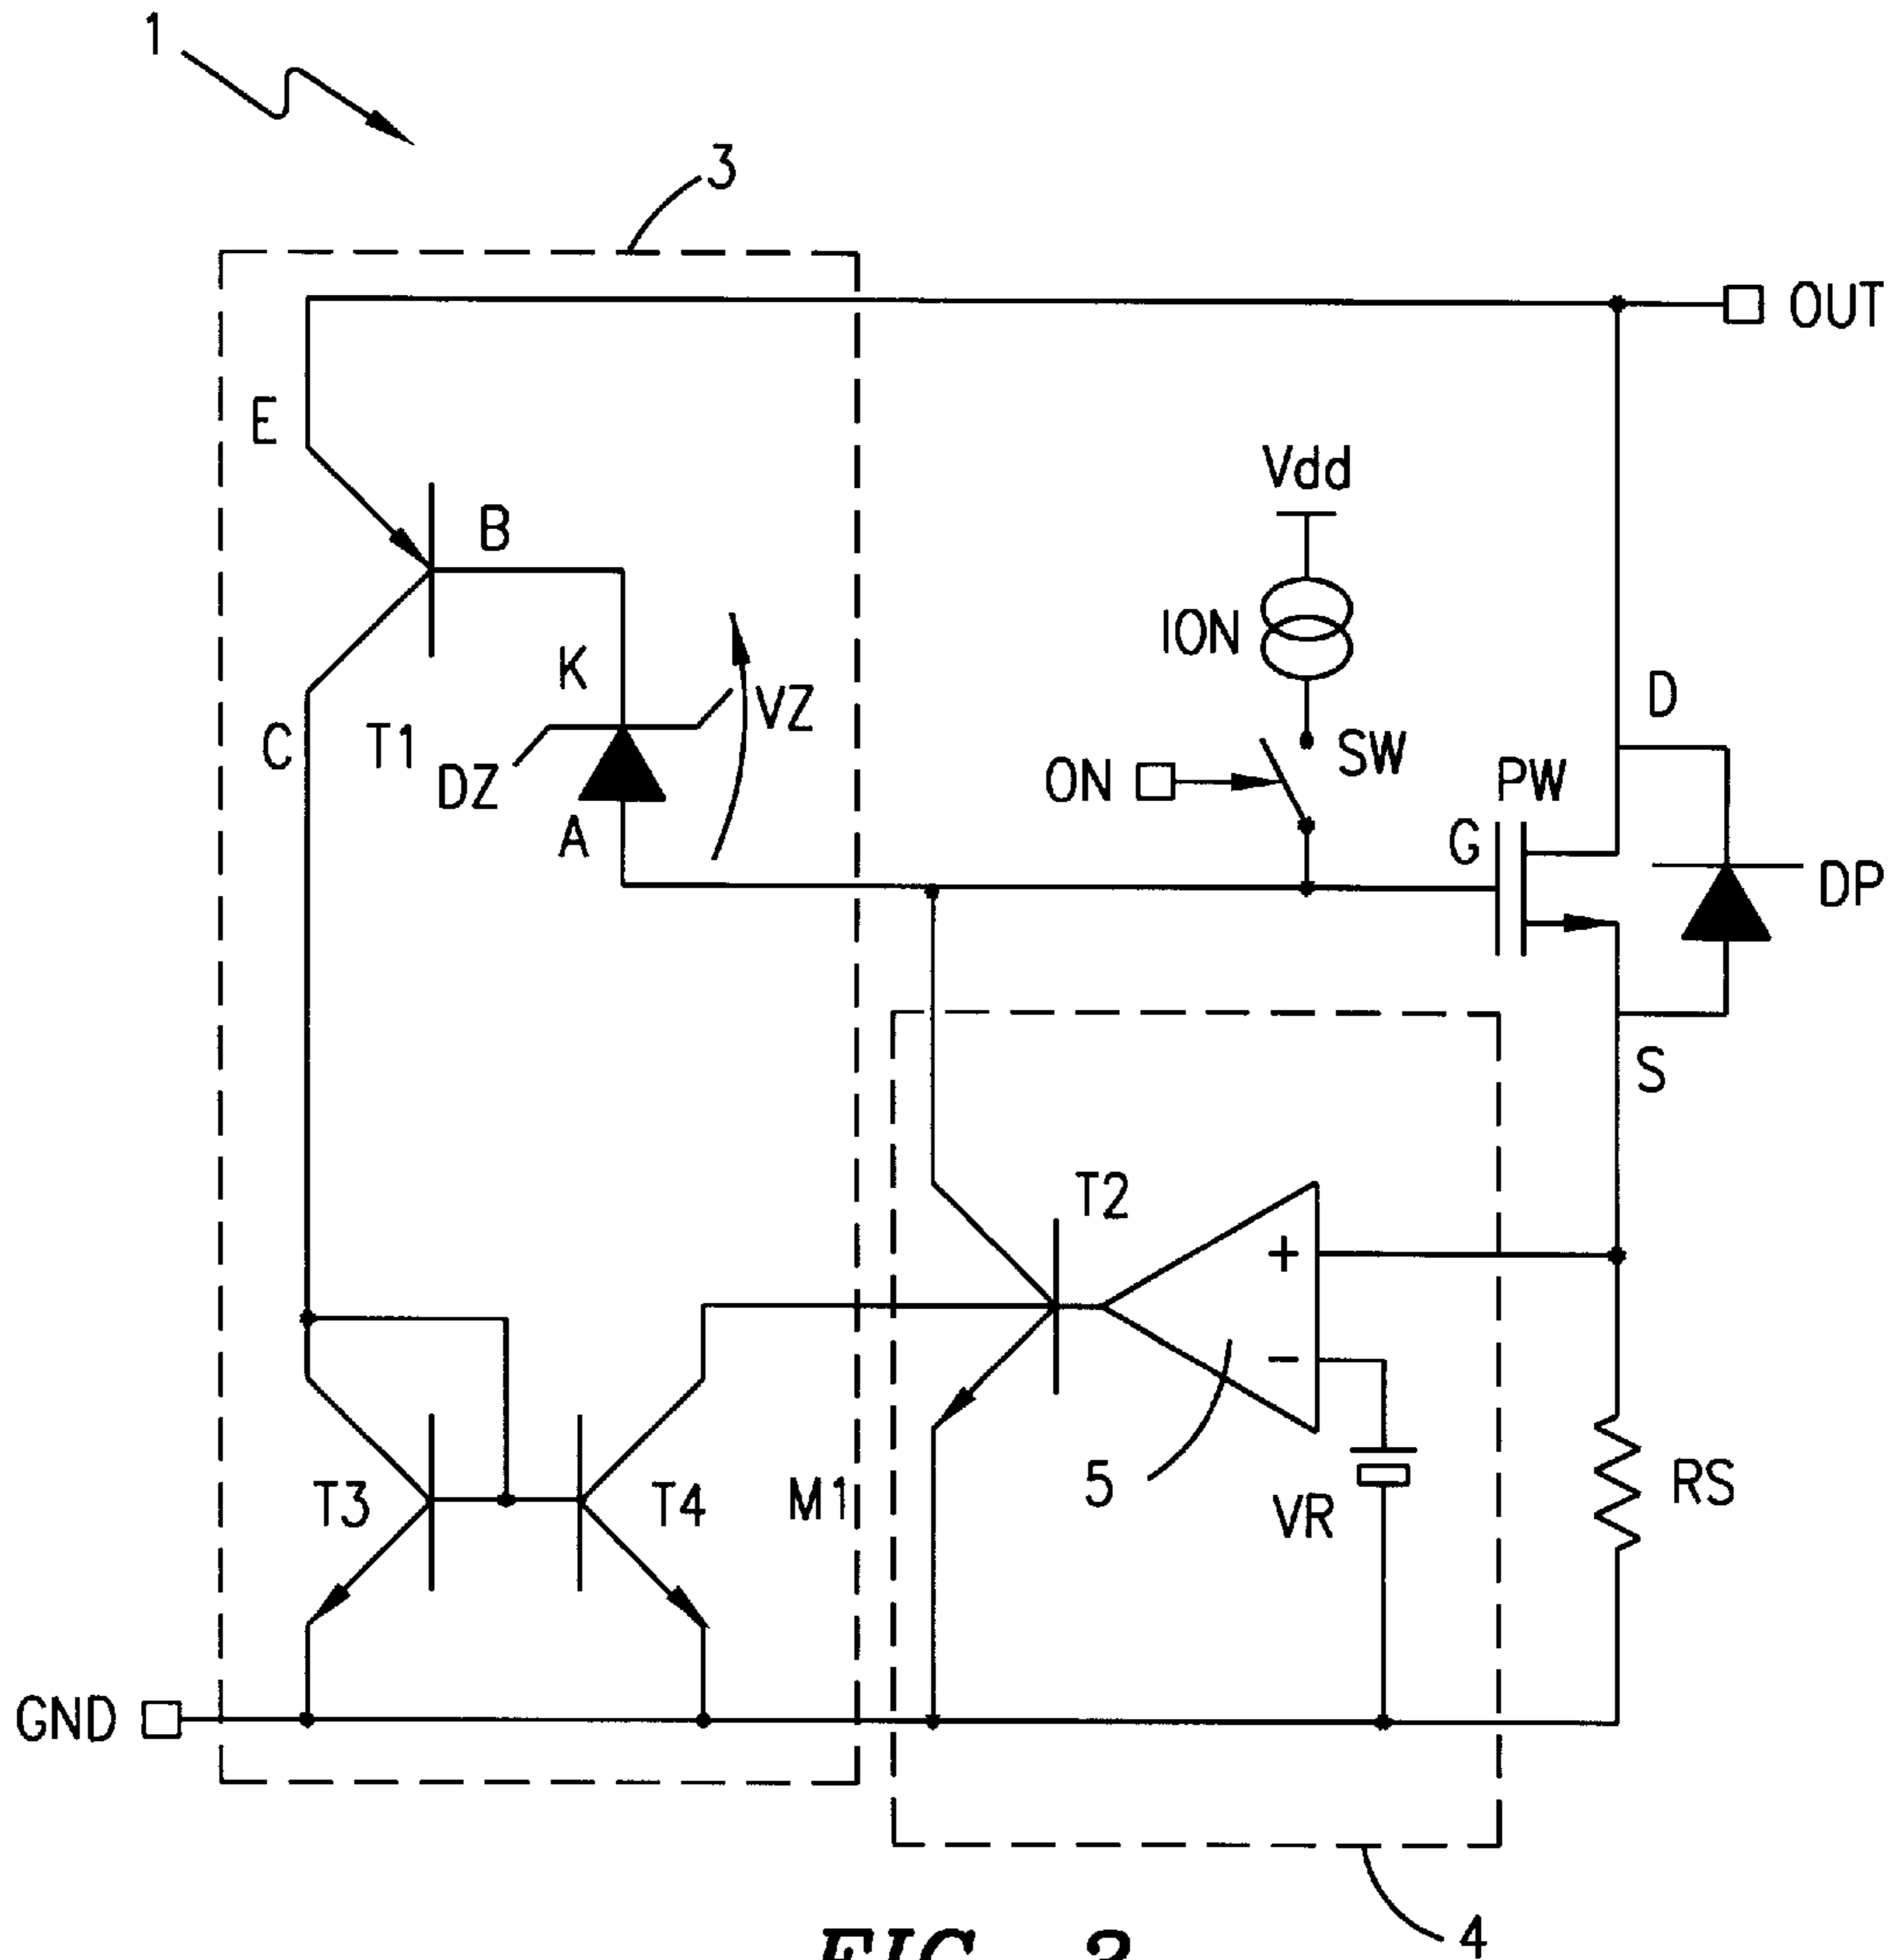 1
3
OUT
E
Vdd
B
ION
K
VZ
D
C
T1
SW
DZ
ON
PW
A
G
DP
S
T2
+
−
5
T3
T4
M1
VR
RS
GND
4